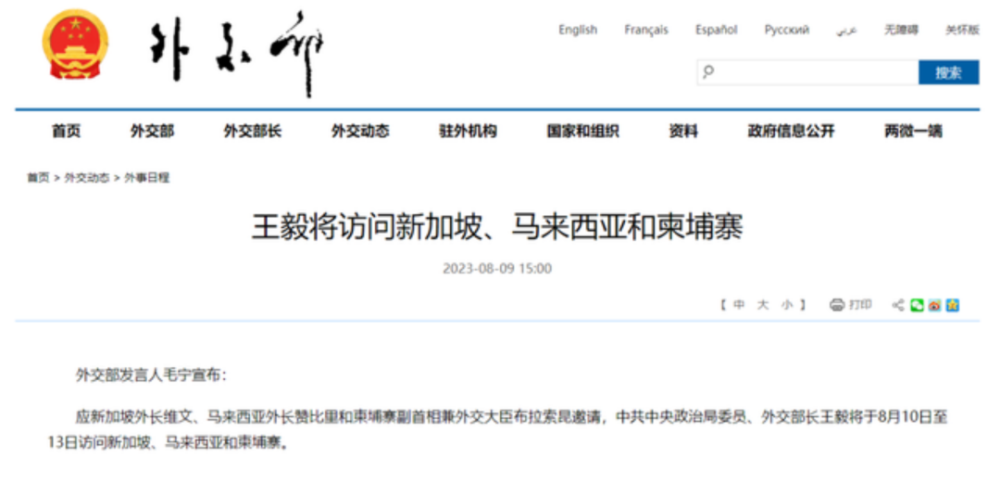 外交部
English Français Español Русский عربي 无障碍 关怀版
搜索
首页 外交部 外交部长 外交动态 驻外机构 国家和组织 资料 政府信息公开 两微一端
首页 > 外交动态 > 外事日程
王毅将访问新加坡、马来西亚和柬埔寨
2023-08-09 15:00
【 中 大 小 】 打印
外交部发言人毛宁宣布：
应新加坡外长维文、马来西亚外长赞比里和柬埔寨副首相兼外交大臣布拉索昆邀请，中共中央政治局委员、外交部长王毅将于8月10日至
13日访问新加坡、马来西亚和柬埔寨。